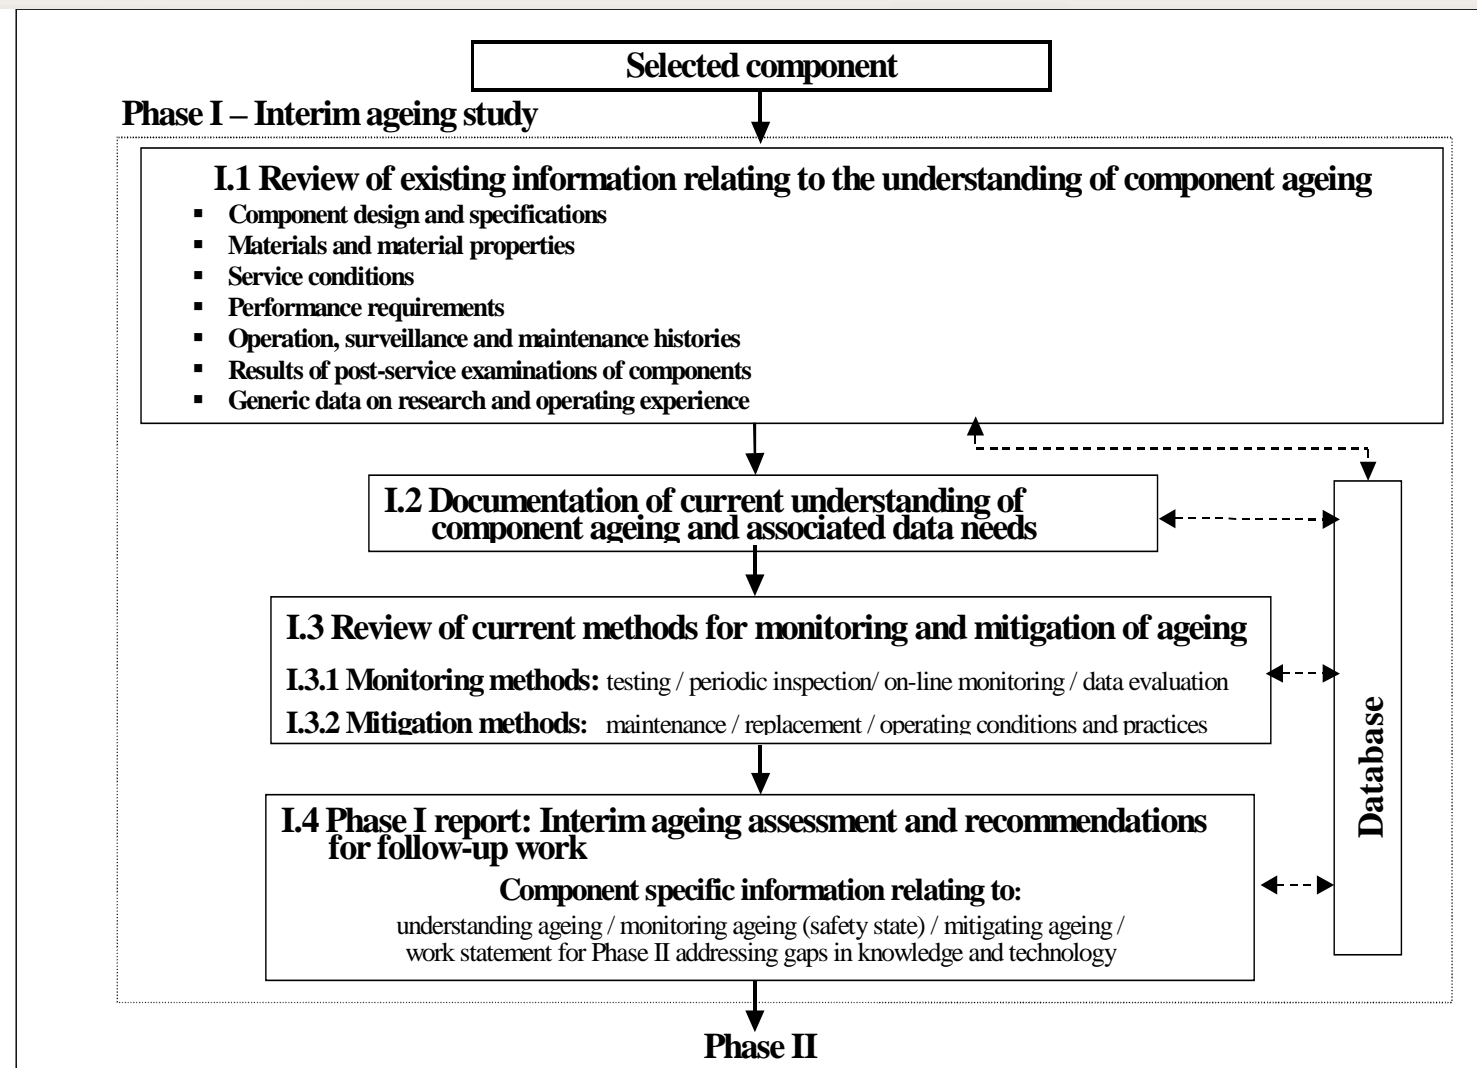 Selected component
Phase I – Interim ageing study
I.1 Review of existing information relating to the understanding of component ageing
▪ Component design and specifications
▪ Materials and material properties
▪ Service conditions
▪ Performance requirements
▪ Operation, surveillance and maintenance histories
▪ Results of post-service examinations of components
▪ Generic data on research and operating experience
I.2 Documentation of current understanding of
component ageing and associated data needs
I.3 Review of current methods for monitoring and mitigation of ageing
I.3.1 Monitoring methods: testing / periodic inspection/ on-line monitoring / data evaluation
I.3.2 Mitigation methods: maintenance / replacement / operating conditions and practices
I.4 Phase I report: Interim ageing assessment and recommendations
for follow-up work
Component specific information relating to:
understanding ageing / monitoring ageing (safety state) / mitigating ageing /
work statement for Phase II addressing gaps in knowledge and technology
Database
Phase II